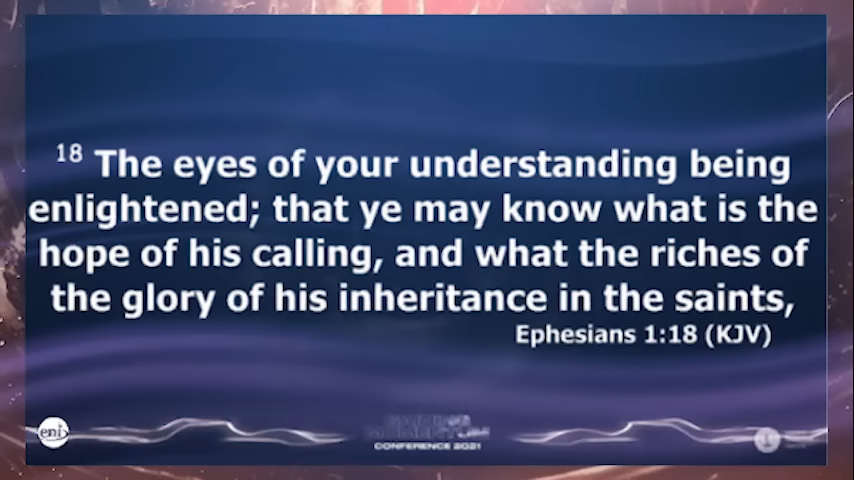 18 The eyes of your understanding being
enlightened; that ye may know what is the
hope of his calling, and what the riches of
the glory of his inheritance in the saints,
Ephesians 1:18 (KJV)
eni
CONFERENCE 2021